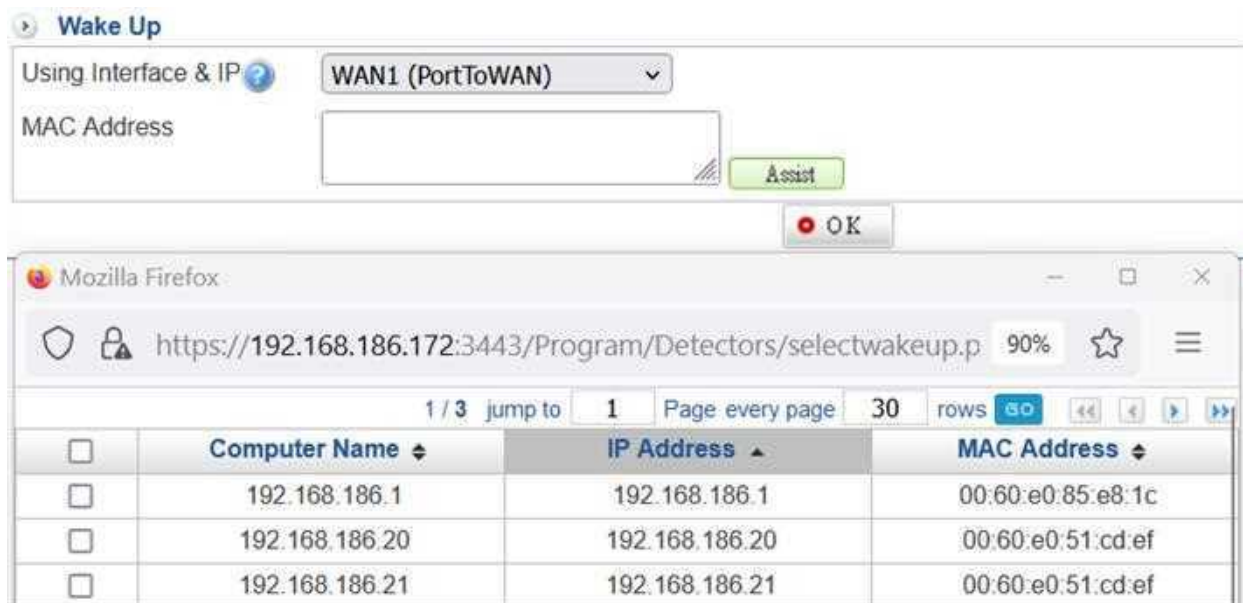 Wake Up
Using Interface & IP WAN1 (PortToWAN)
MAC Address
Assist
OK
Mozilla Firefox
https://192.168.186.172:3443/Program/Detectors/selectwakeup.p 90%
1 / 3 jump to 1 Page every page 30 rows GO
Computer Name IP Address MAC Address
192.168.186.1 192.168.186.1 00:60:e0:85:e8:1c
192.168.186.20 192.168.186.20 00:60:e0:51:cd:ef
192.168.186.21 192.168.186.21 00:60:e0:51:cd:ef